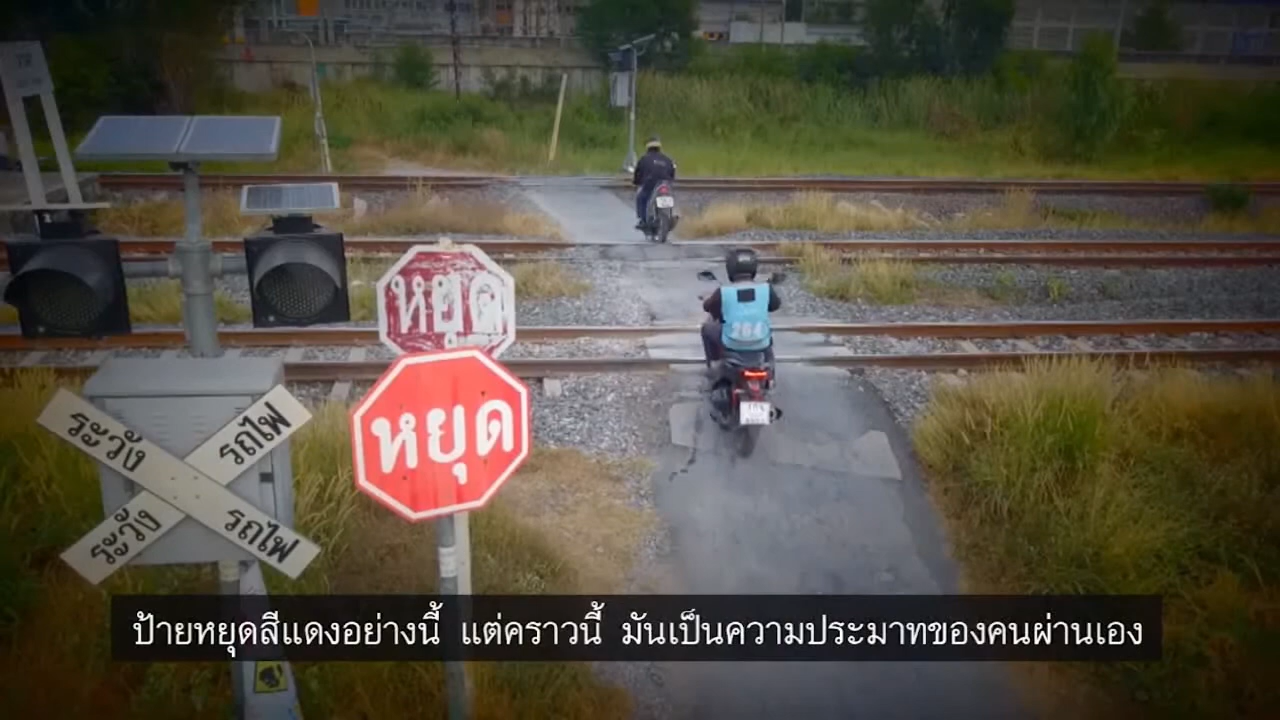 หยุด
หยุด
ระวัง รถไฟ
ระวัง รถไฟ
264
ป้ายหยุดสีแดงอย่างนี้ แต่คราวนี้ มันเป็นความประมาทของคนผ่านเอง